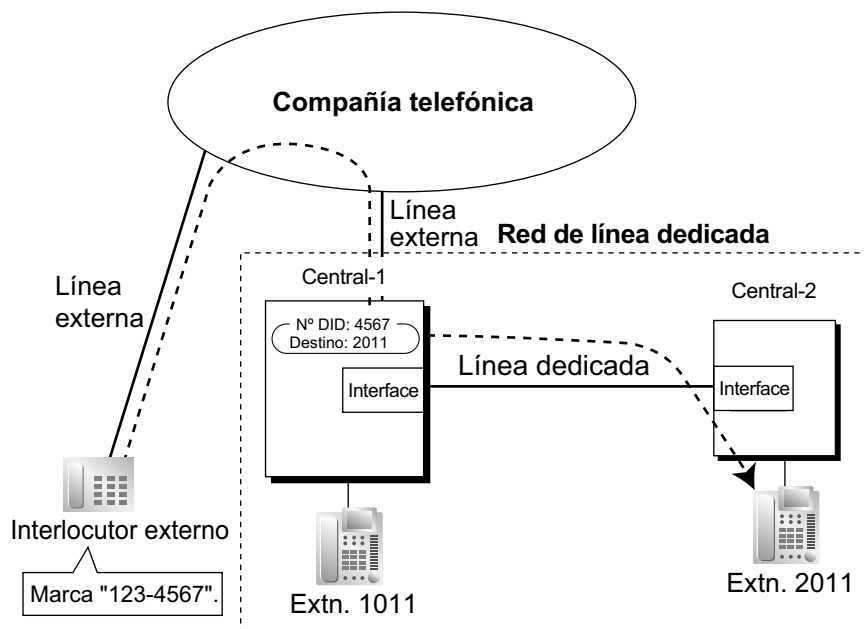 Compañía telefónica
Línea
externa
Red de línea dedicada
Línea
externa
Central-1
Central-2
Nº DID: 4567
Destino: 2011
Línea dedicada
Interface
Interface
Interlocutor externo
Marca "123-4567".
Extn. 1011
Extn. 2011